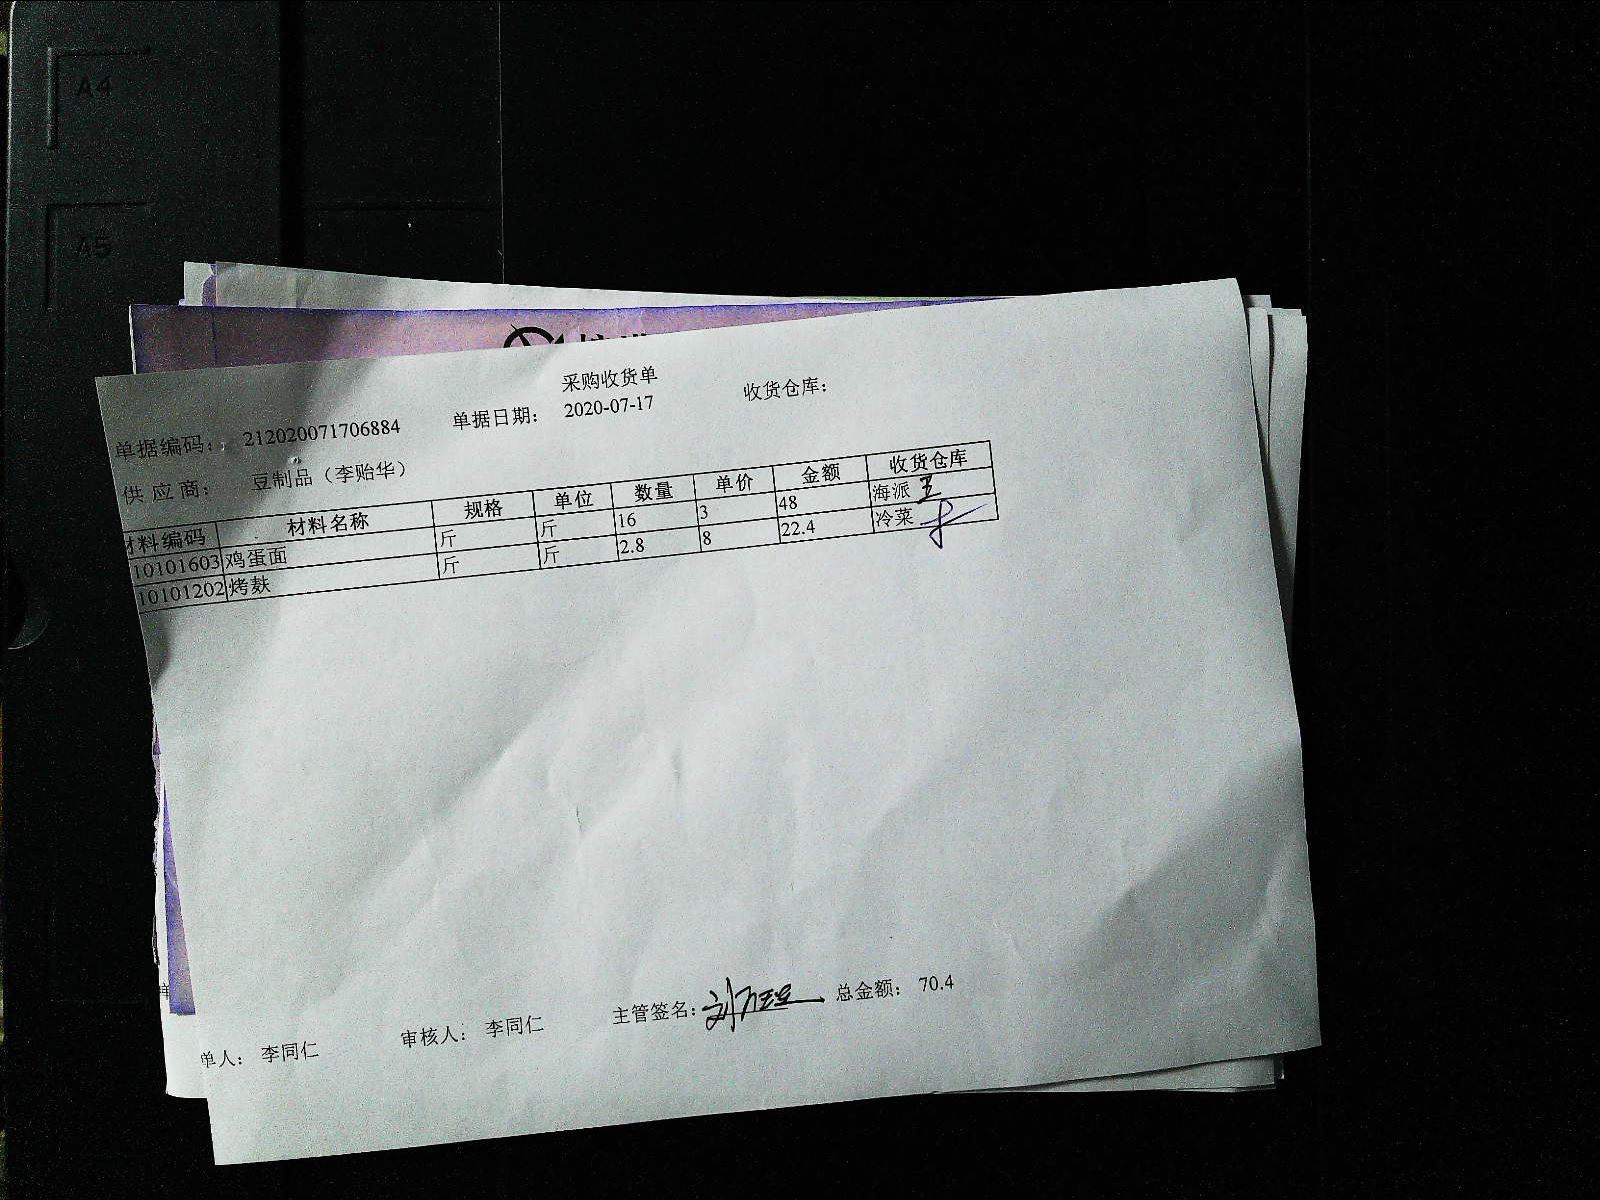 A4
A5
采购收货单
单据编码： 212020071706884 单据日期： 2020-07-17 收货仓库：
供应商： 豆制品（李贻华）
材料编码 材料名称 规格 单位 数量 单价 金额 收货仓库
10101603 鸡蛋面 斤 斤 16 3 48 海派 王
10101202 烤麸 斤 斤 2.8 8 22.4 冷菜
单人： 李同仁 审核人： 李同仁 主管签名： 总金额： 70.4